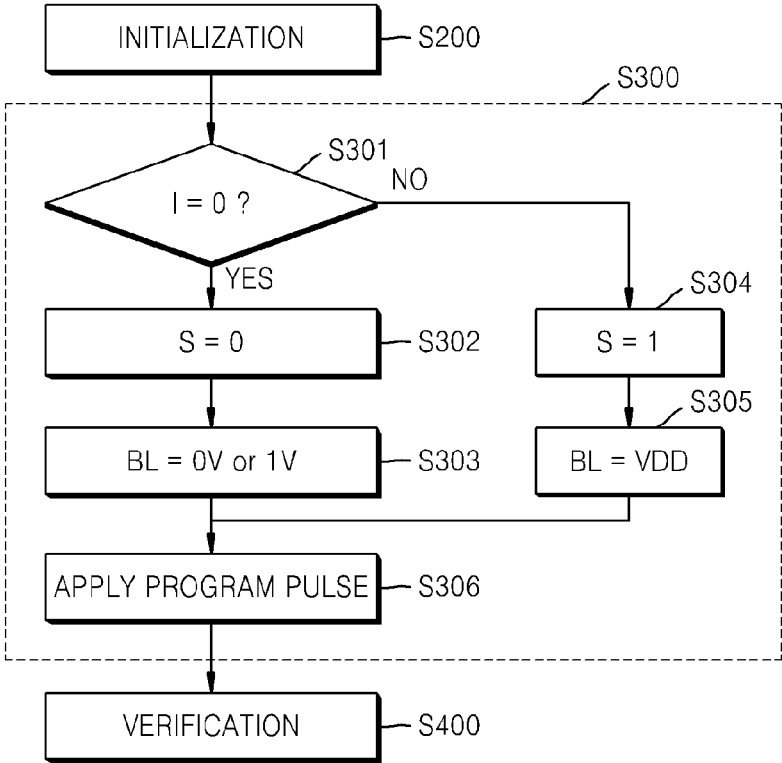 INITIALIZATION
S200
S300
S301
I = 0 ?
NO
YES
S = 0
S302
S304
S = 1
BL = 0V or 1V
S303
S305
BL = VDD
APPLY PROGRAM PULSE
S306
VERIFICATION
S400